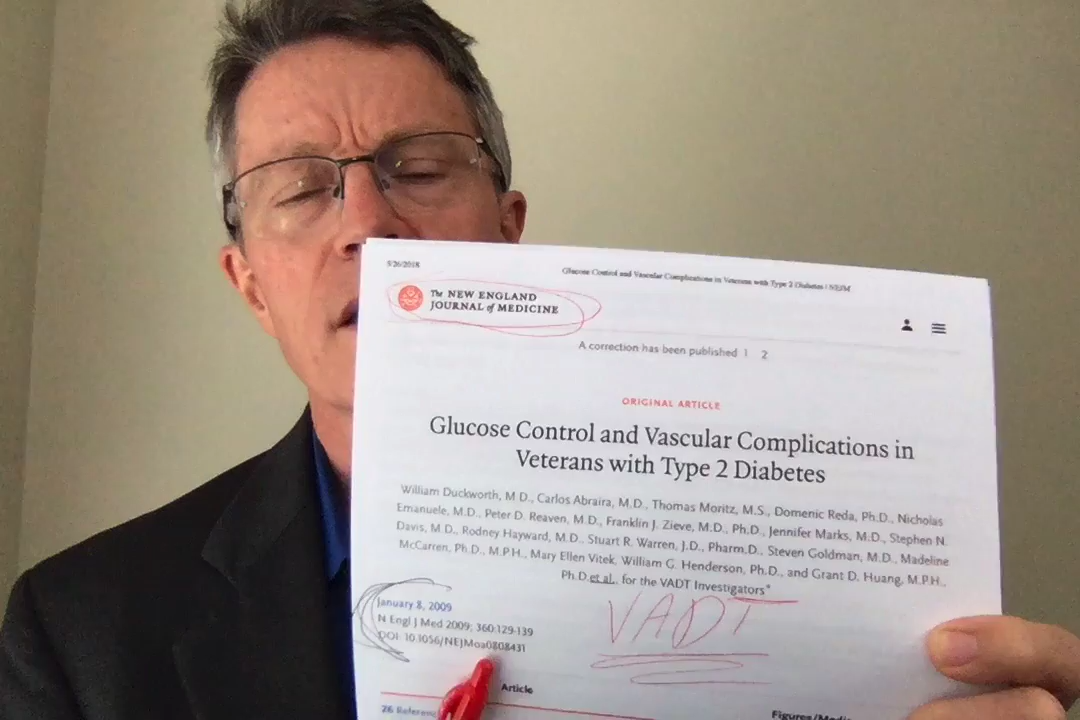 5/26/2018
Glucose Control and Vascular Complications in Veterans with Type 2 Diabetes | NEJM
The NEW ENGLAND
JOURNAL of MEDICINE
A correction has been published 1 2
ORIGINAL ARTICLE
Glucose Control and Vascular Complications in
Veterans with Type 2 Diabetes
William Duckworth, M.D., Carlos Abraira, M.D., Thomas Moritz, M.S., Domenic Reda, Ph.D., Nicholas
Emanuele, M.D., Peter D. Reaven, M.D., Franklin J. Zieve, M.D., Ph.D., Jennifer Marks, M.D., Stephen N.
Davis, M.D., Rodney Hayward, M.D., Stuart R. Warren, J.D., Pharm.D., Steven Goldman, M.D., Madeline
McCarren, Ph.D., M.P.H., Mary Ellen Vitek, William G. Henderson, Ph.D., and Grant D. Huang, M.P.H.,
Ph.D. et al., for the VADT Investigators*
VADT
January 8, 2009
N Engl J Med 2009; 360:129-139
DOI: 10.1056/NEJMoa0808431
Article
26 Referenc
Figures/Medi